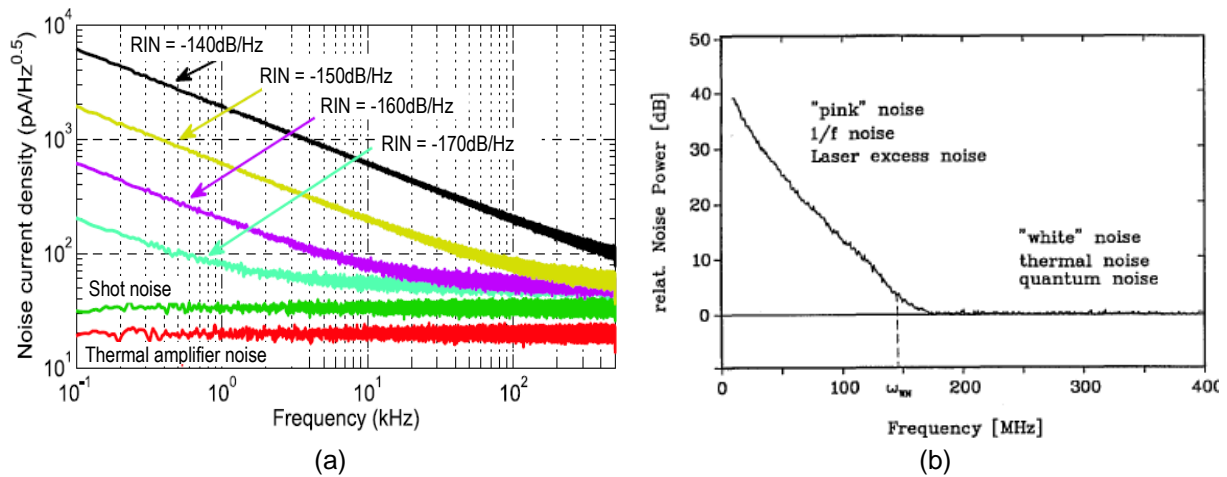 10^4
10^3
10^2
10^1
Noise current density (pA/Hz^0.5)
RIN = -140dB/Hz
RIN = -150dB/Hz
RIN = -160dB/Hz
RIN = -170dB/Hz
Shot noise
Thermal amplifier noise
10^-1
10^0
10^1
10^2
Frequency (kHz)
(a)
50
40
30
20
10
0
relat. Noise Power [dB]
"pink" noise
1/f noise
Laser excess noise
"white" noise
thermal noise
quantum noise
0
100
ω_WN
200
300
400
Frequency [MHz]
(b)